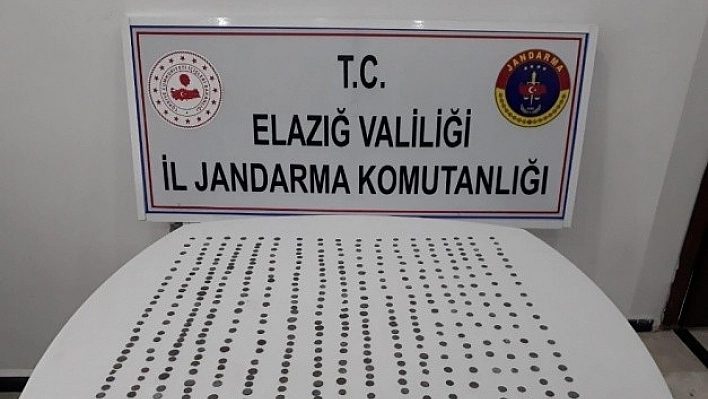 T.C.
ELAZIĞ VALİLİĞİ
İL JANDARMA KOMUTANLIĞI
JANDARMA